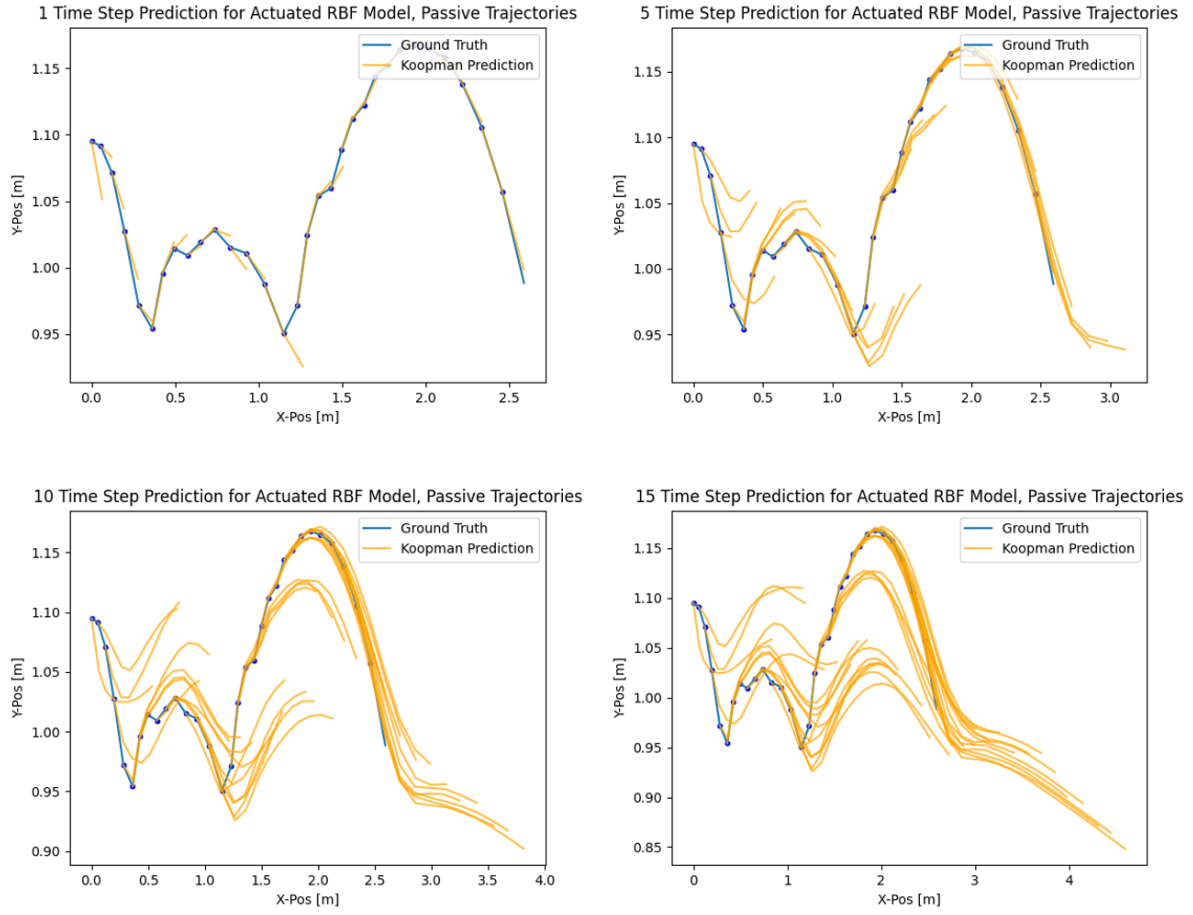 1 Time Step Prediction for Actuated RBF Model, Passive Trajectories
Ground Truth
Koopman Prediction
1.15
1.10
1.05
1.00
0.95
Y-Pos [m]
0.0 0.5 1.0 1.5 2.0 2.5
X-Pos [m]
5 Time Step Prediction for Actuated RBF Model, Passive Trajectories
Ground Truth
Koopman Prediction
1.15
1.10
1.05
1.00
0.95
Y-Pos [m]
0.0 0.5 1.0 1.5 2.0 2.5 3.0
X-Pos [m]
10 Time Step Prediction for Actuated RBF Model, Passive Trajectories
Ground Truth
Koopman Prediction
1.15
1.10
1.05
1.00
0.95
0.90
Y-Pos [m]
0.0 0.5 1.0 1.5 2.0 2.5 3.0 3.5 4.0
X-Pos [m]
15 Time Step Prediction for Actuated RBF Model, Passive Trajectories
Ground Truth
Koopman Prediction
1.15
1.10
1.05
1.00
0.95
0.90
0.85
Y-Pos [m]
0 1 2 3 4
X-Pos [m]